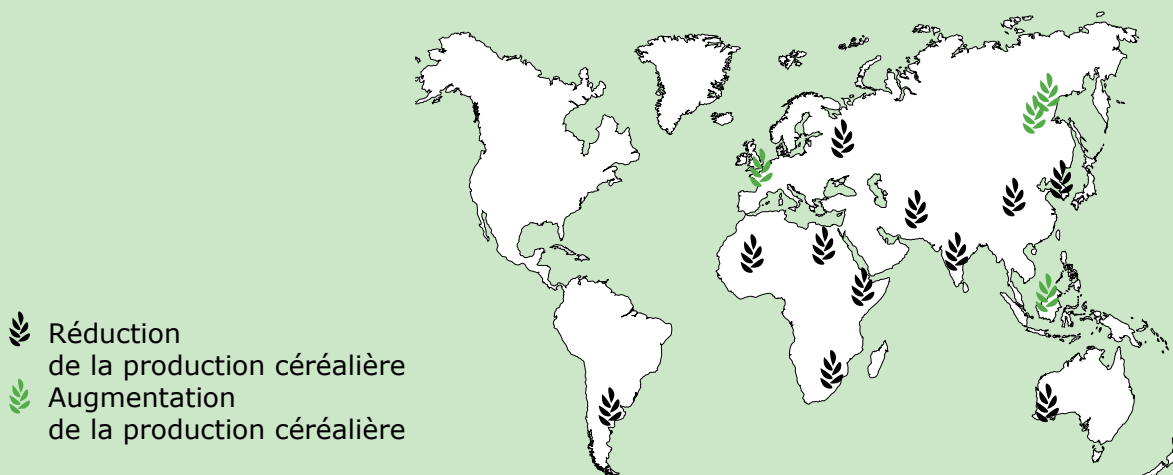 Réduction
de la production céréalière
Augmentation
de la production céréalière